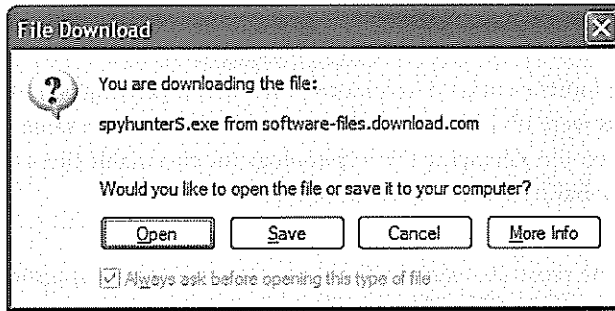 File Download
You are downloading the file:
spyhunterS.exe from software-files.download.com
Would you like to open the file or save it to your computer?
Open Save Cancel More Info
Always ask before opening this type of file